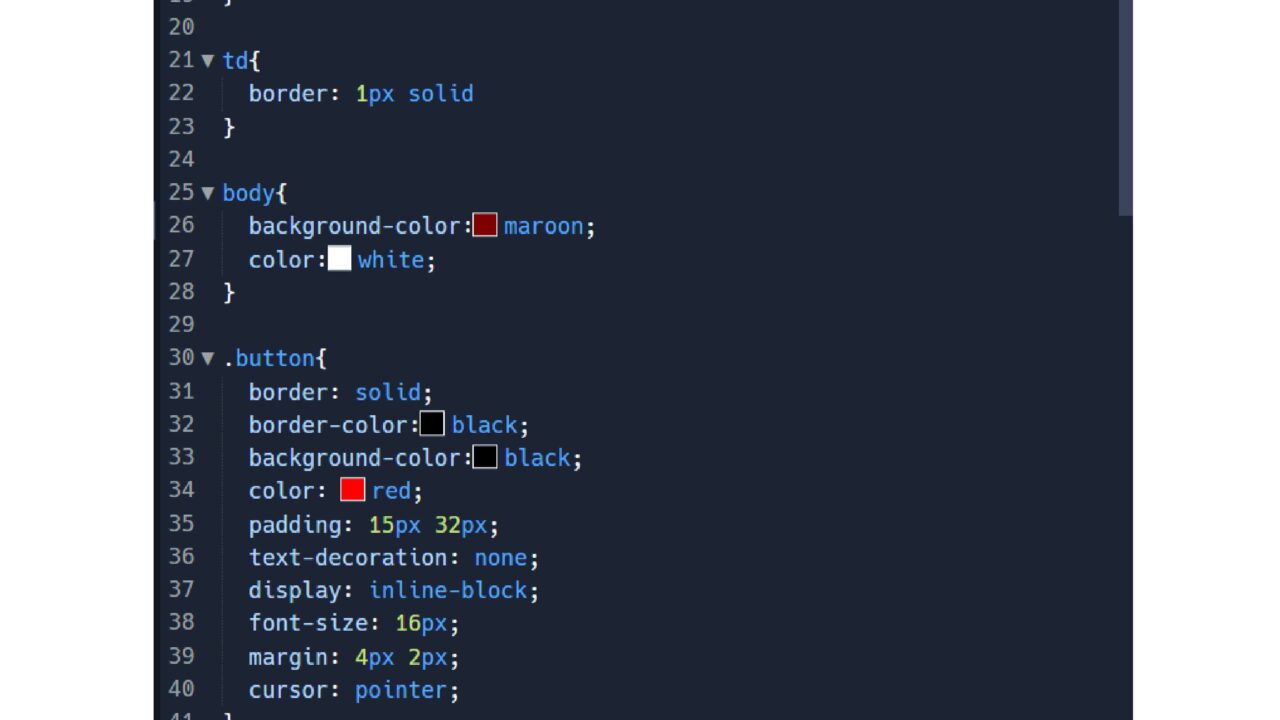 20
21 ▼ td{
22 border: 1px solid
23 }
24
25 ▼ body{
26 background-color: maroon;
27 color: white;
28 }
29
30 ▼ .button{
31 border: solid;
32 border-color: black;
33 background-color: black;
34 color: red;
35 padding: 15px 32px;
36 text-decoration: none;
37 display: inline-block;
38 font-size: 16px;
39 margin: 4px 2px;
40 cursor: pointer;
41 }